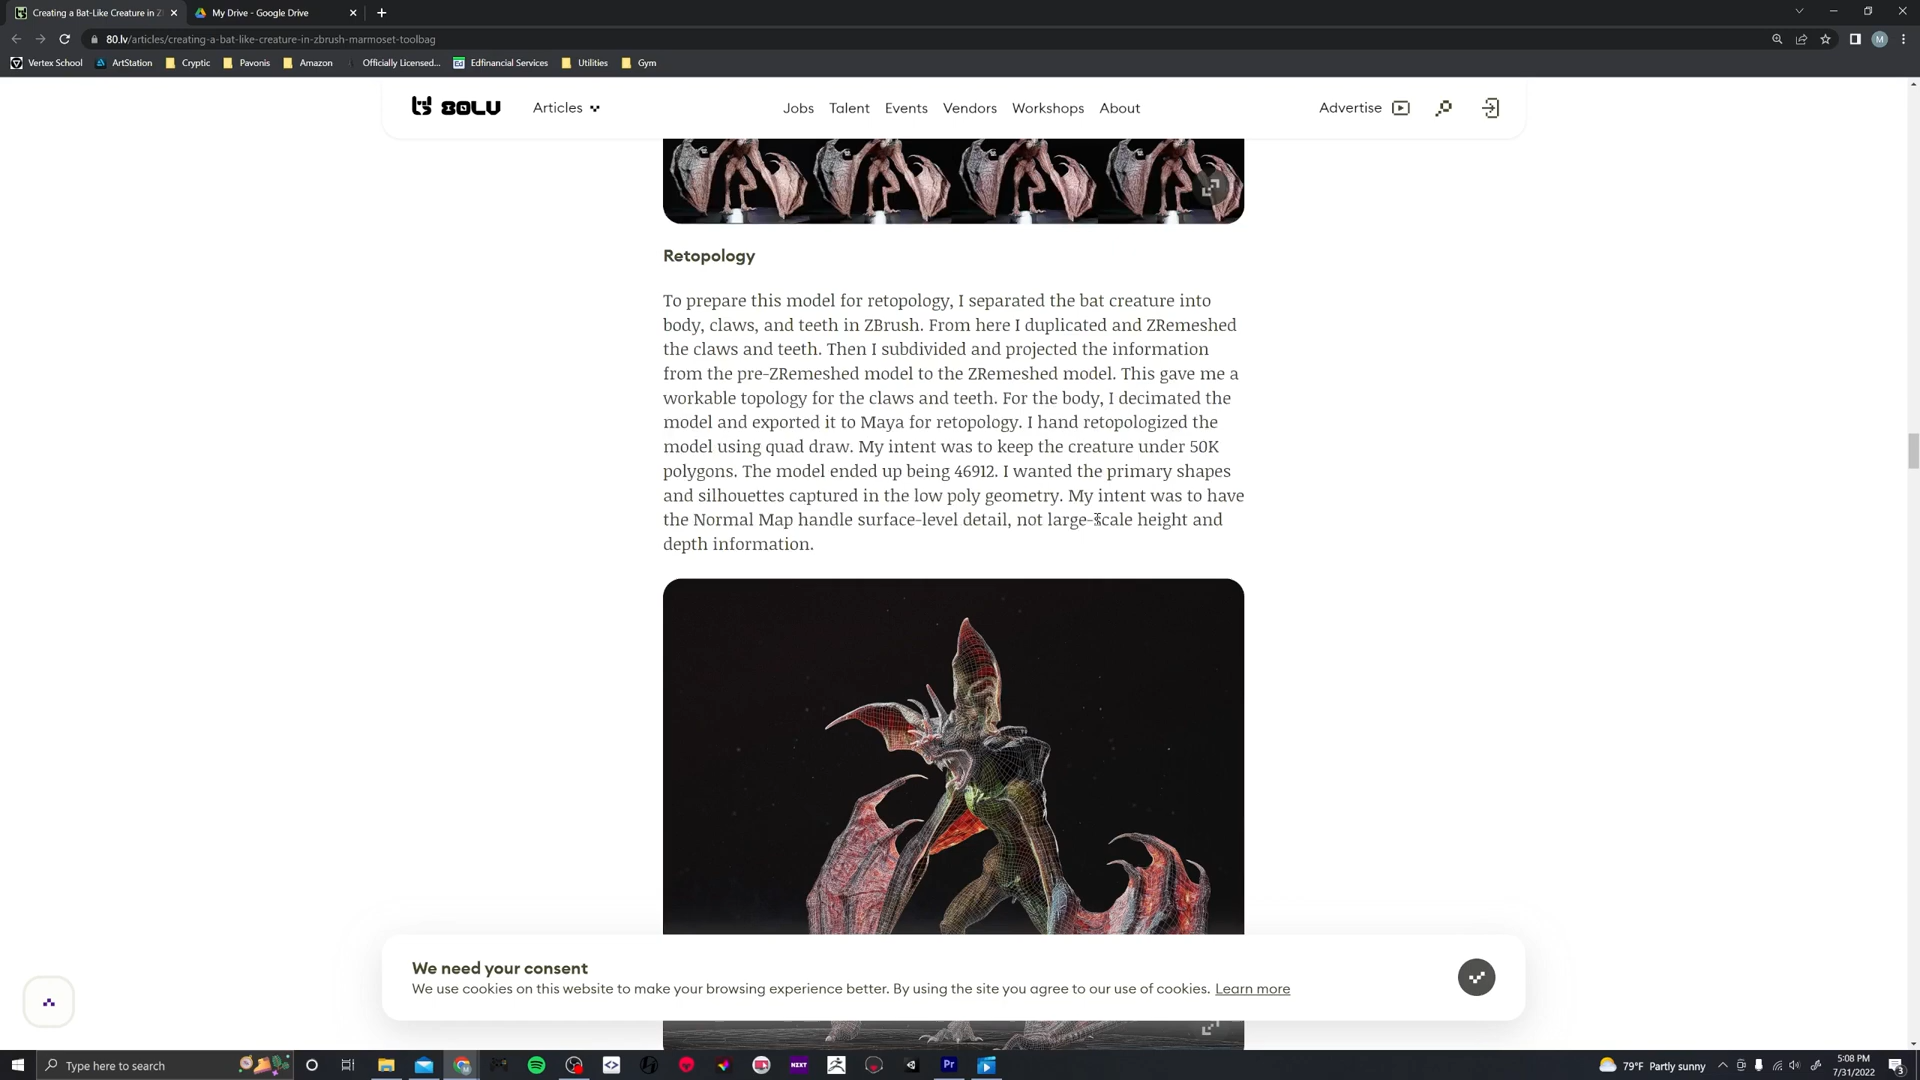 Creating a Bat-Like Creature in Z
My Drive - Google Drive
80.lv/articles/creating-a-bat-like-creature-in-zbrush-marmoset-toolbag
M
Vertex School
ArtStation
Cryptic
Pavonis
Amazon
Officially Licensed...
Ed
Edfinancial Services
Utilities
Gym
80LV
Articles
Jobs
Talent
Events
Vendors
Workshops
About
Advertise
Retopology
To prepare this model for retopology, I separated the bat creature into
body, claws, and teeth in ZBrush. From here I duplicated and ZRemeshed
the claws and teeth. Then I subdivided and projected the information
from the pre-ZRemeshed model to the ZRemeshed model. This gave me a
workable topology for the claws and teeth. For the body, I decimated the
model and exported it to Maya for retopology. I hand retopologized the
model using quad draw. My intent was to keep the creature under 50K
polygons. The model ended up being 46912. I wanted the primary shapes
and silhouettes captured in the low poly geometry. My intent was to have
the Normal Map handle surface-level detail, not large-scale height and
depth information.
We need your consent
We use cookies on this website to make your browsing experience better. By using the site you agree to our use of cookies. Learn more
Type here to search
NXT
Pr
79°F Partly sunny
5:08 PM
7/31/2022
3